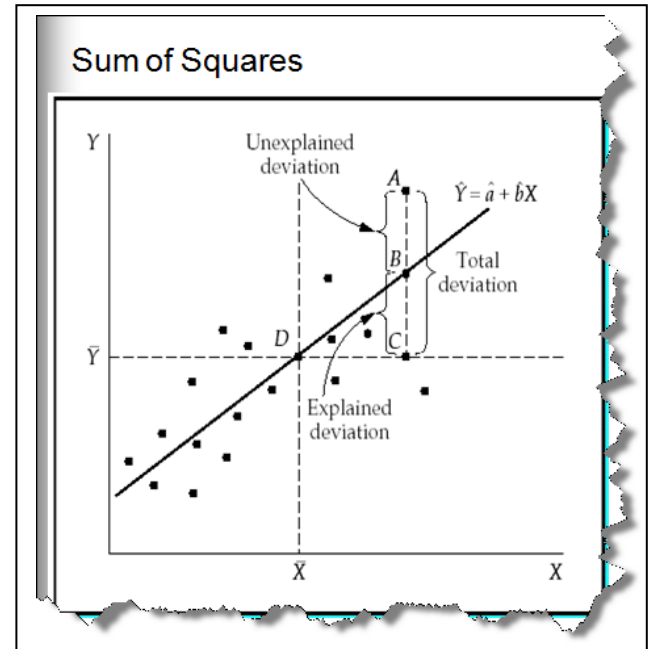 Sum of Squares
Y
Unexplained
deviation
A
Ŷ = â + b̂X
B
Total
deviation
D
C
Ȳ
Explained
deviation
X̄
X